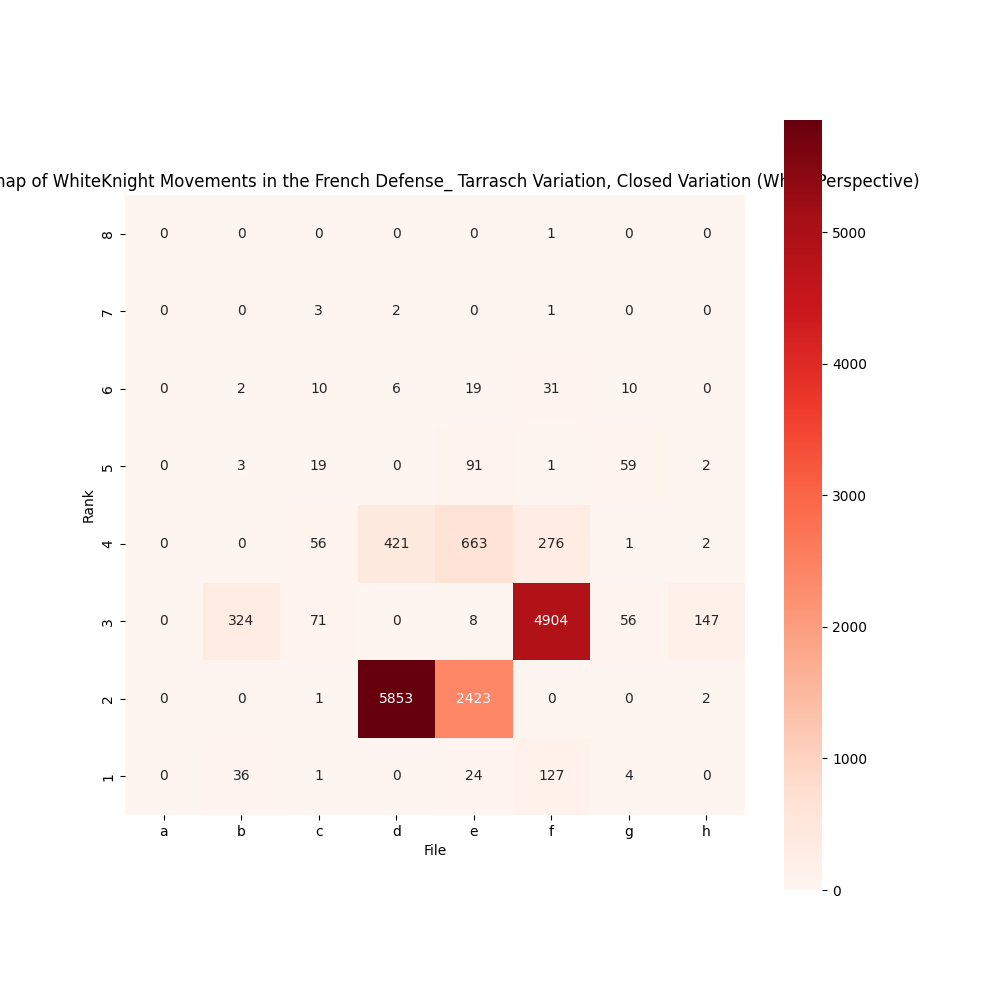 of WhiteKnight Movements in the French Defense_ Tarrasch Variation, Closed Variation Perspective)
Rank
8 0 0 0 0 0 1 0 0
7 0 0 3 2 0 1 0 0
6 0 2 10 6 19 31 10 0
5 0 3 19 0 91 1 59 2
4 0 0 56 421 663 276 1 2
3 0 324 71 0 8 4904 56 147
2 0 0 1 5853 2423 0 0 2
1 0 36 1 0 24 127 4 0
a b c d e f g h
File
5000
4000
3000
2000
1000
0